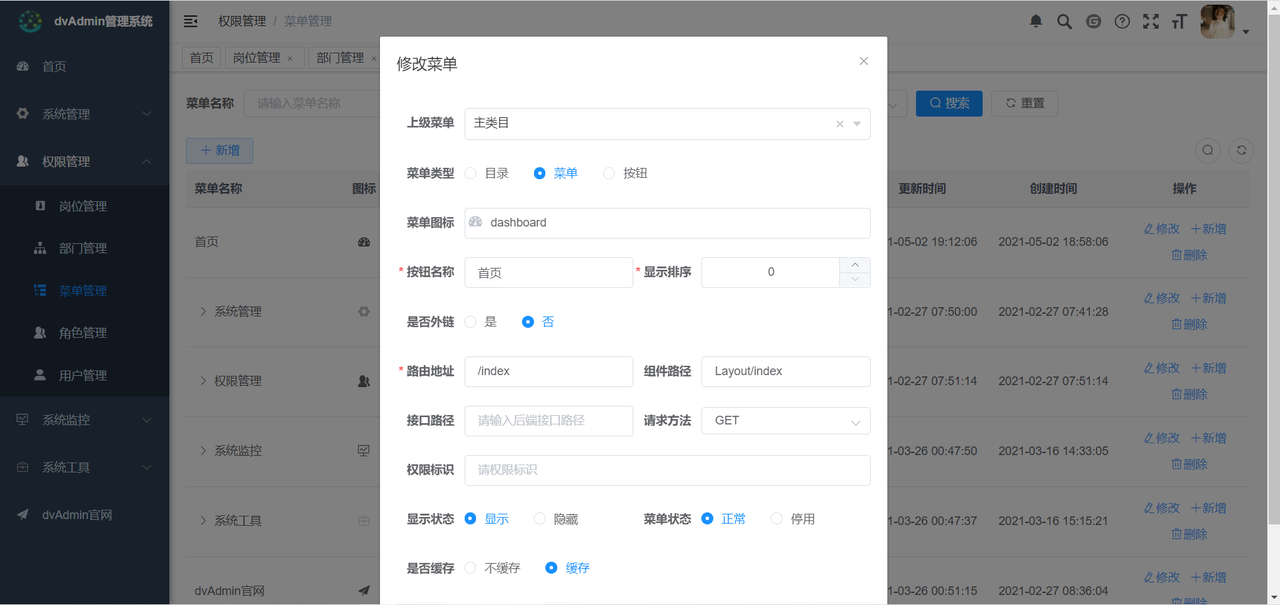 dvAdmin管理系统
首页
系统管理
权限管理
岗位管理
部门管理
菜单管理
角色管理
用户管理
系统监控
系统工具
dvAdmin官网
权限管理 / 菜单管理
首页 岗位管理 × 部门管理 ×
菜单名称 请输入菜单名称 搜索 重置
+ 新增
菜单名称 图标 更新时间 创建时间 操作
首页 1-05-02 19:12:06 2021-05-02 18:58:06 修改 +新增
删除
系统管理 1-02-27 07:50:00 2021-02-27 07:41:28 修改 +新增
删除
权限管理 1-02-27 07:51:14 2021-02-27 07:51:14 修改 +新增
删除
系统监控 1-03-26 00:47:50 2021-03-16 14:33:05 修改 +新增
删除
系统工具 1-03-26 00:47:37 2021-03-16 15:15:21 修改 +新增
删除
dvAdmin官网 1-03-26 00:51:15 2021-02-27 08:36:04 修改 +新增
删除
修改菜单
上级菜单 主类目
菜单类型 目录 菜单 按钮
菜单图标 dashboard
* 按钮名称 首页 * 显示排序 0
是否外链 是 否
* 路由地址 /index 组件路径 Layout/index
接口路径 请输入后端接口路径 请求方法 GET
权限标识 请权限标识
显示状态 显示 隐藏 菜单状态 正常 停用
是否缓存 不缓存 缓存